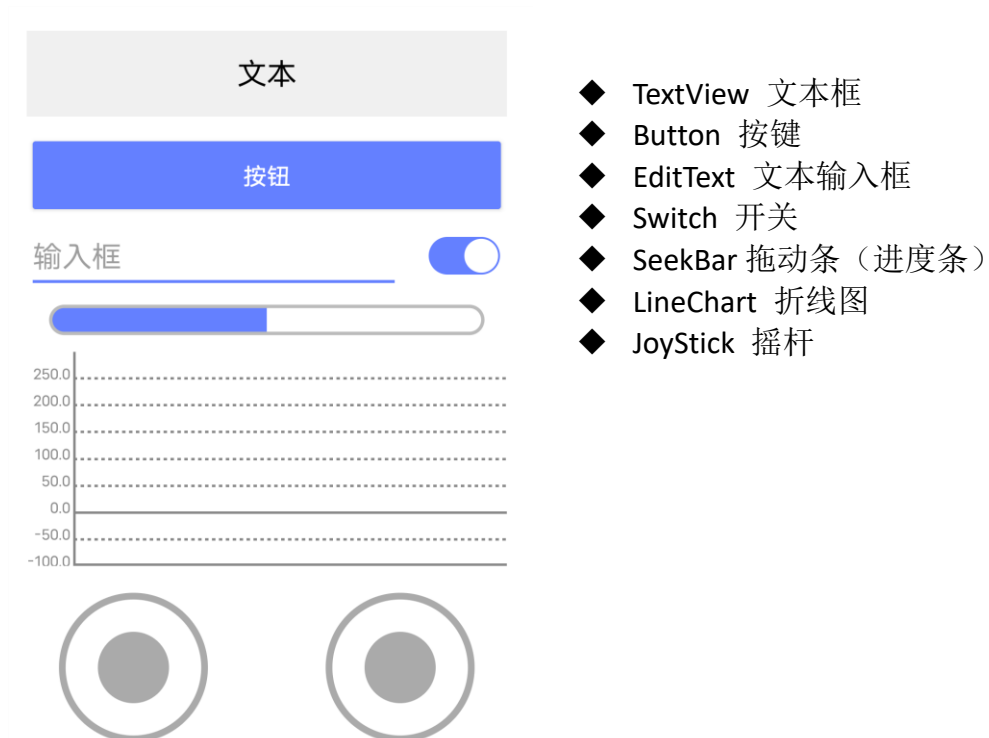 文本
按钮
输入框
250.0
200.0
150.0
100.0
50.0
0.0
-50.0
-100.0
◆ TextView 文本框
◆ Button 按键
◆ EditText 文本输入框
◆ Switch 开关
◆ SeekBar 拖动条（进度条）
◆ LineChart 折线图
◆ JoyStick 摇杆